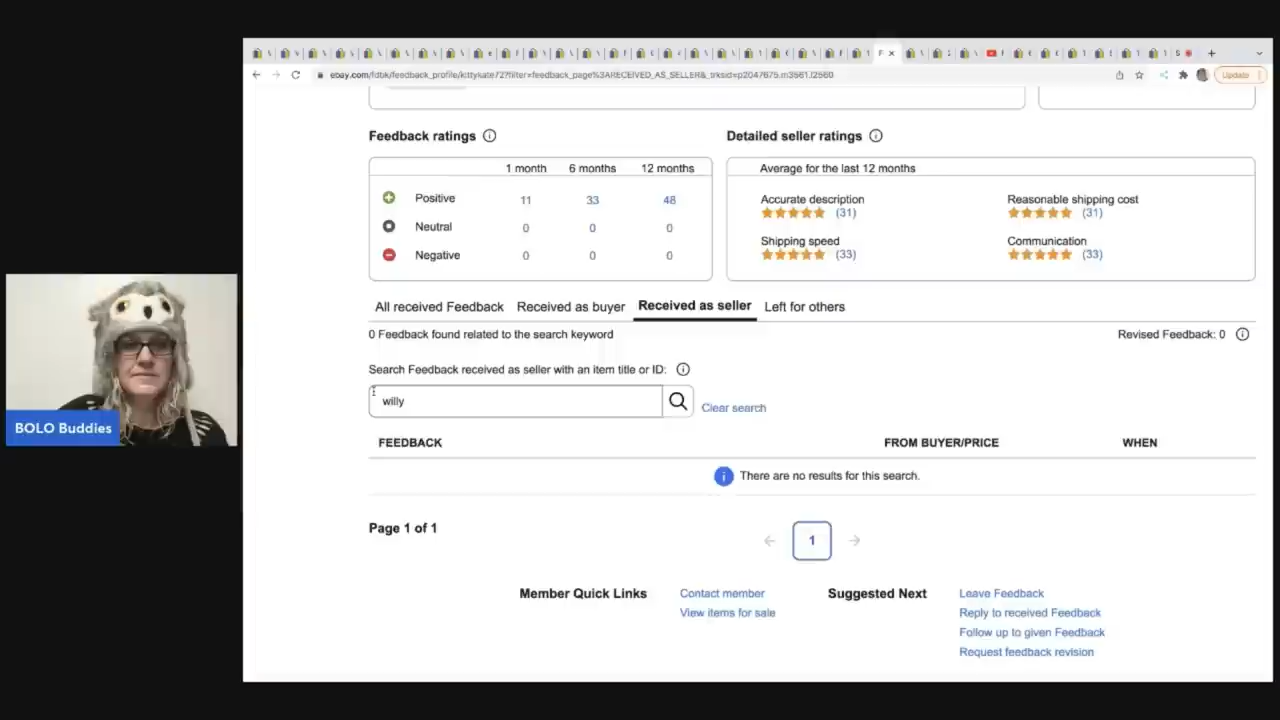 ebay.com/fdbk/feedback_profile/kittykate72?filter=feedback_page%3ARECEIVED_AS_SELLER&_trksid=p2047675.m3561.l2560
Update
Feedback ratings
Detailed seller ratings
1 month 6 months 12 months
Average for the last 12 months
Positive 11 33 48
Accurate description
(31)
Reasonable shipping cost
(31)
Neutral 0 0 0
Shipping speed
(33)
Communication
(33)
Negative 0 0 0
All received Feedback Received as buyer Received as seller Left for others
0 Feedback found related to the search keyword
Revised Feedback: 0
Search Feedback received as seller with an item title or ID:
willy
Clear search
FEEDBACK FROM BUYER/PRICE WHEN
There are no results for this search.
Page 1 of 1
1
Member Quick Links
Contact member
View items for sale
Suggested Next
Leave Feedback
Reply to received Feedback
Follow up to given Feedback
Request feedback revision
BOLO Buddies